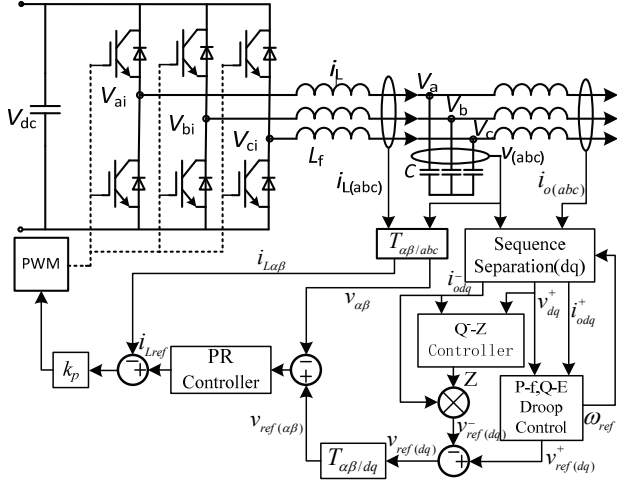 V_dc
V_ai
V_bi
V_ci
i_L
L_f
V_a
V_b
V_c
v_(abc)
C
i_L(abc)
i_o(abc)
PWM
T_αβ/abc
Sequence
Separation(dq)
i_Lαβ
v_αβ
i⁻_odq
v⁺_dq
i⁺_odq
Q⁻-Z
Controller
Z
P-f,Q-E
Droop
Control
ω_ref
k_p
i_Lref
PR
Controller
v_ref(αβ)
T_αβ/dq
v_ref(dq)
v⁻_ref(dq)
v⁺_ref(dq)